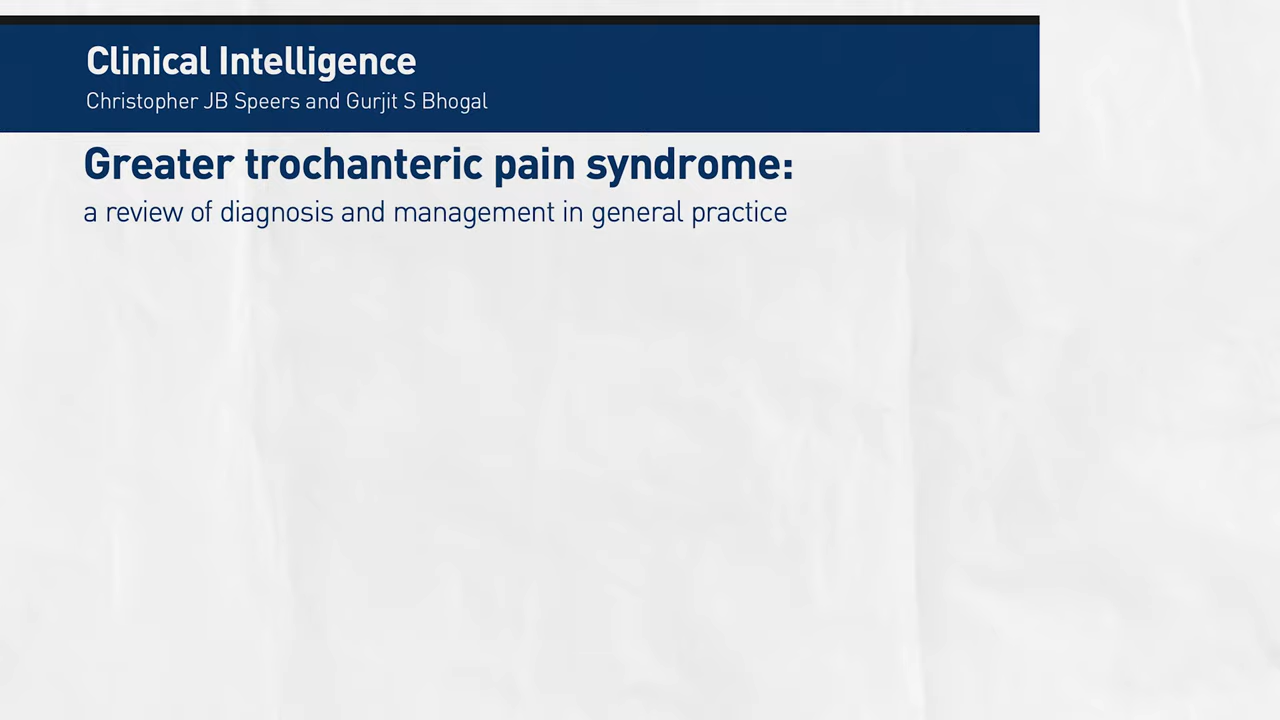 Clinical Intelligence
Christopher JB Speers and Gurjit S Bhogal
Greater trochanteric pain syndrome:
a review of diagnosis and management in general practice